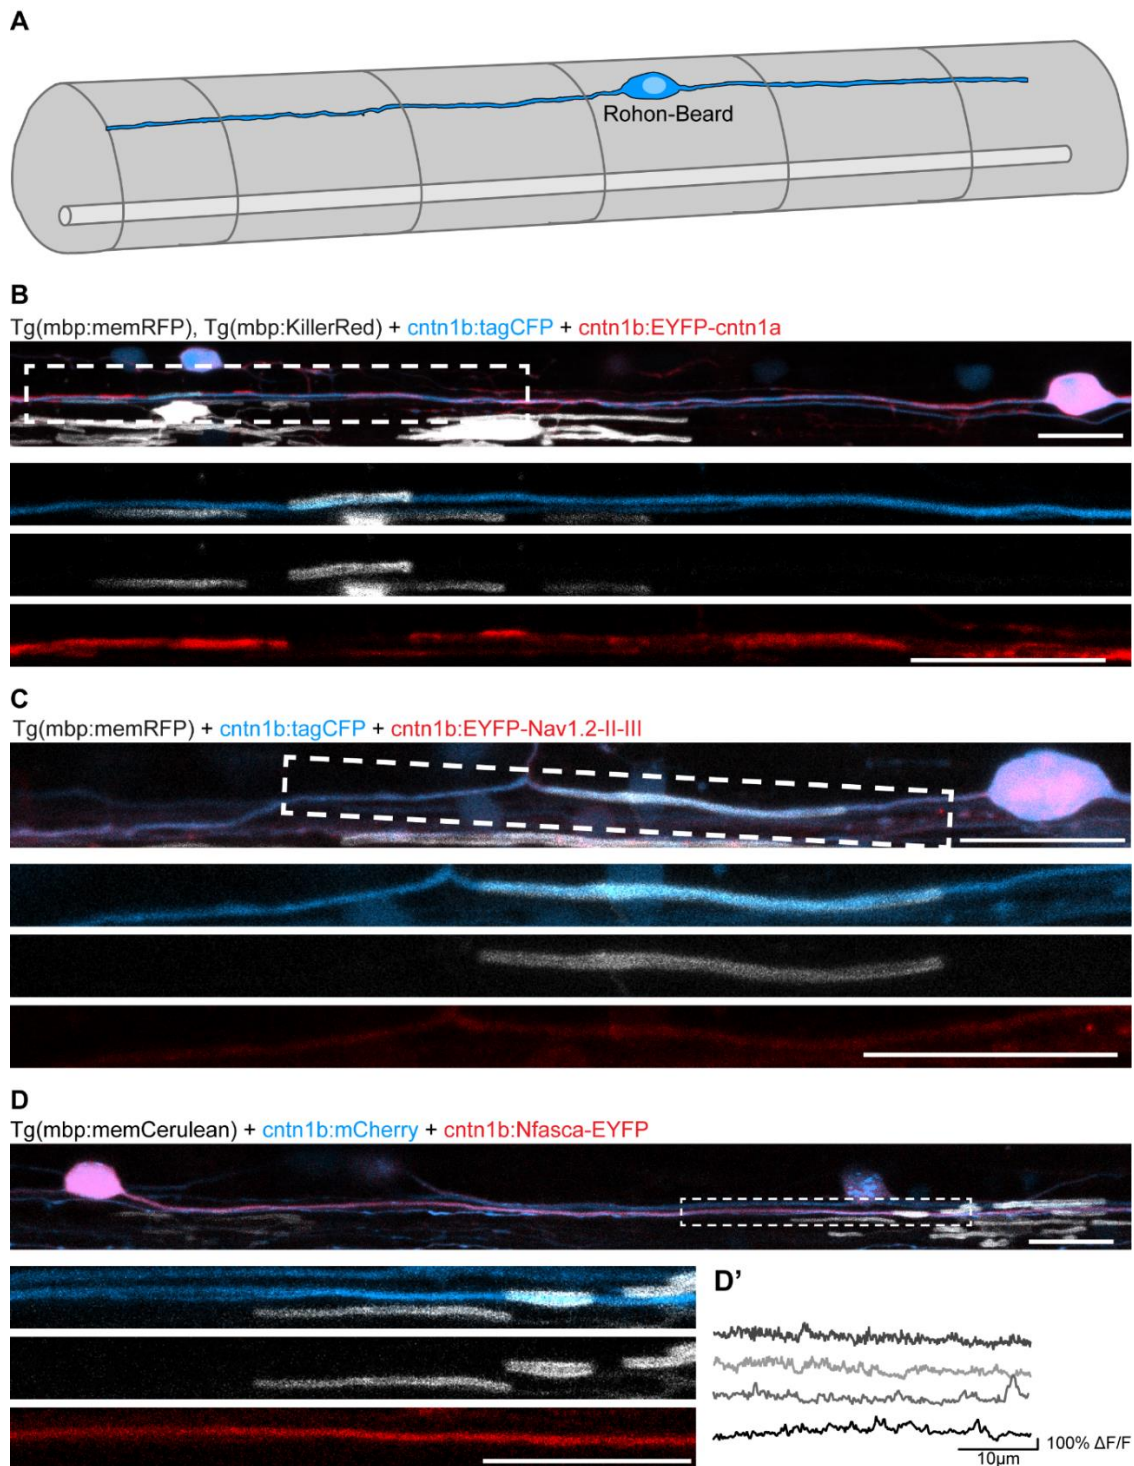 A
Rohon-Beard
B
Tg(mbp:memRFP), Tg(mbp:KillerRed) + cntn1b:tagCFP + cntn1b:EYFP-cntn1a
C
Tg(mbp:memRFP) + cntn1b:tagCFP + cntn1b:EYFP-Nav1.2-II-III
D
Tg(mbp:memCerulean) + cntn1b:mCherry + cntn1b:Nfasca-EYFP
D'
100% ΔF/F
10µm